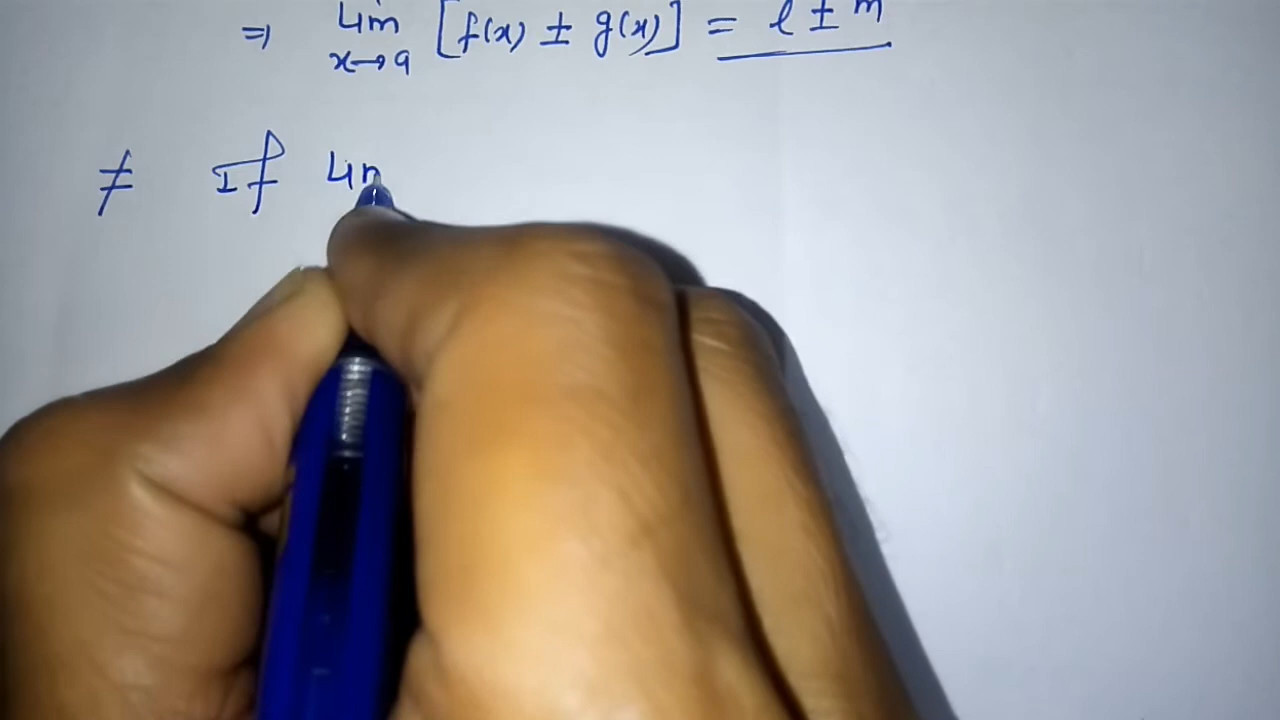 ⇒ Lim [f(x) ± g(x)] = l ± m
x→a
≠ If Lim